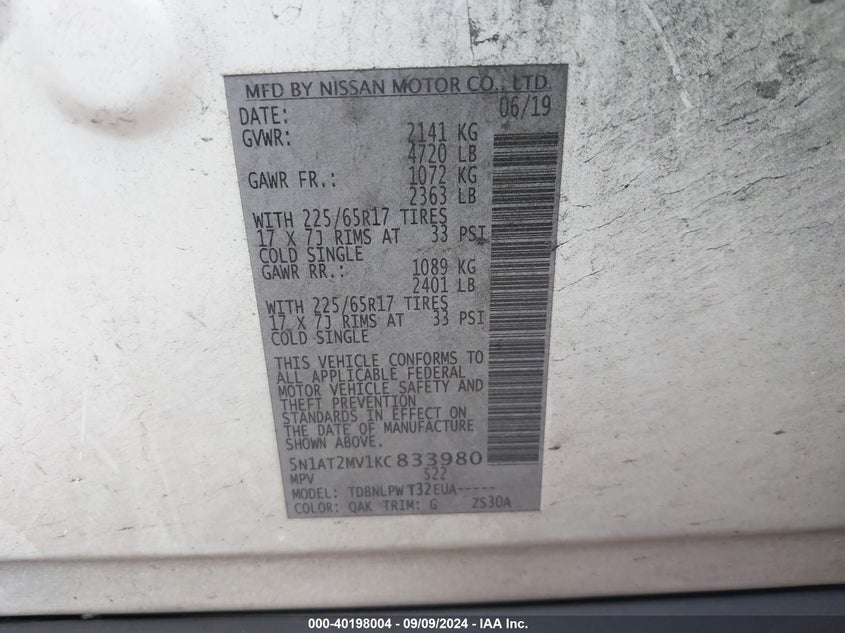 MFD BY NISSAN MOTOR CO., LTD.
DATE: 06/19
GVWR: 2141 KG
4720 LB
GAWR FR.: 1072 KG
2363 LB
WITH 225/65R17 TIRES
17 X 7J RIMS AT 33 PSI
COLD SINGLE
GAWR RR.: 1089 KG
2401 LB
WITH 225/65R17 TIRES
17 X 7J RIMS AT 33 PSI
COLD SINGLE
THIS VEHICLE CONFORMS TO
ALL APPLICABLE FEDERAL
MOTOR VEHICLE SAFETY AND
THEFT PREVENTION
STANDARDS IN EFFECT ON
THE DATE OF MANUFACTURE
SHOWN ABOVE.
5N1AT2MV1KC833980
MPV 522
MODEL: TDBNLPW T32EUA-----
COLOR: QAK TRIM: G ZS30A
000-40198004 - 09/09/2024 - IAA Inc.